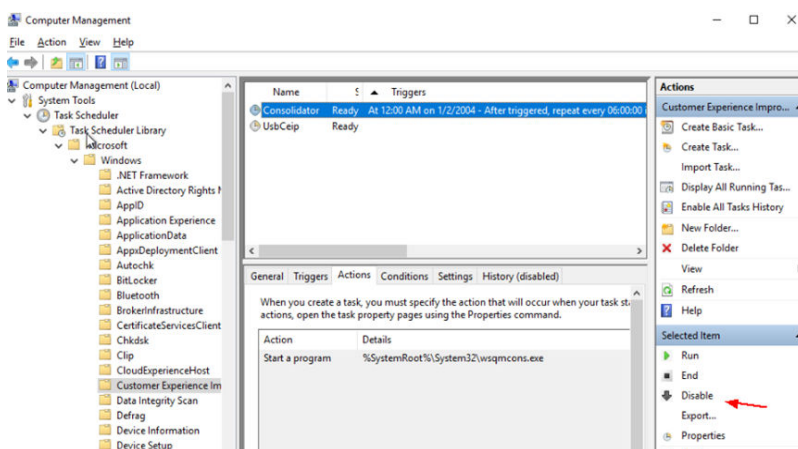 Computer Management
File Action View Help
Computer Management (Local)
System Tools
Task Scheduler
Task Scheduler Library
Microsoft
Windows
.NET Framework
Active Directory Rights
AppID
Application Experience
ApplicationData
AppxDeploymentClient
Autochk
BitLocker
Bluetooth
BrokerInfrastructure
CertificateServicesClient
Chkdsk
Clip
CloudExperienceHost
Customer Experience Im
Data Integrity Scan
Defrag
Device Information
Device Setup
Name S Triggers
Consolidator Ready At 12:00 AM on 1/2/2004 - After triggered, repeat every 06:00:00
UsbCeip Ready
General Triggers Actions Conditions Settings History (disabled)
When you create a task, you must specify the action that will occur when your task sta
actions, open the task property pages using the Properties command.
Action Details
Start a program %SystemRoot%\System32\wsqmcons.exe
Actions
Customer Experience Impro...
Create Basic Task...
Create Task...
Import Task...
Display All Running Tas...
Enable All Tasks History
New Folder...
Delete Folder
View
Refresh
Help
Selected Item
Run
End
Disable
Export...
Properties